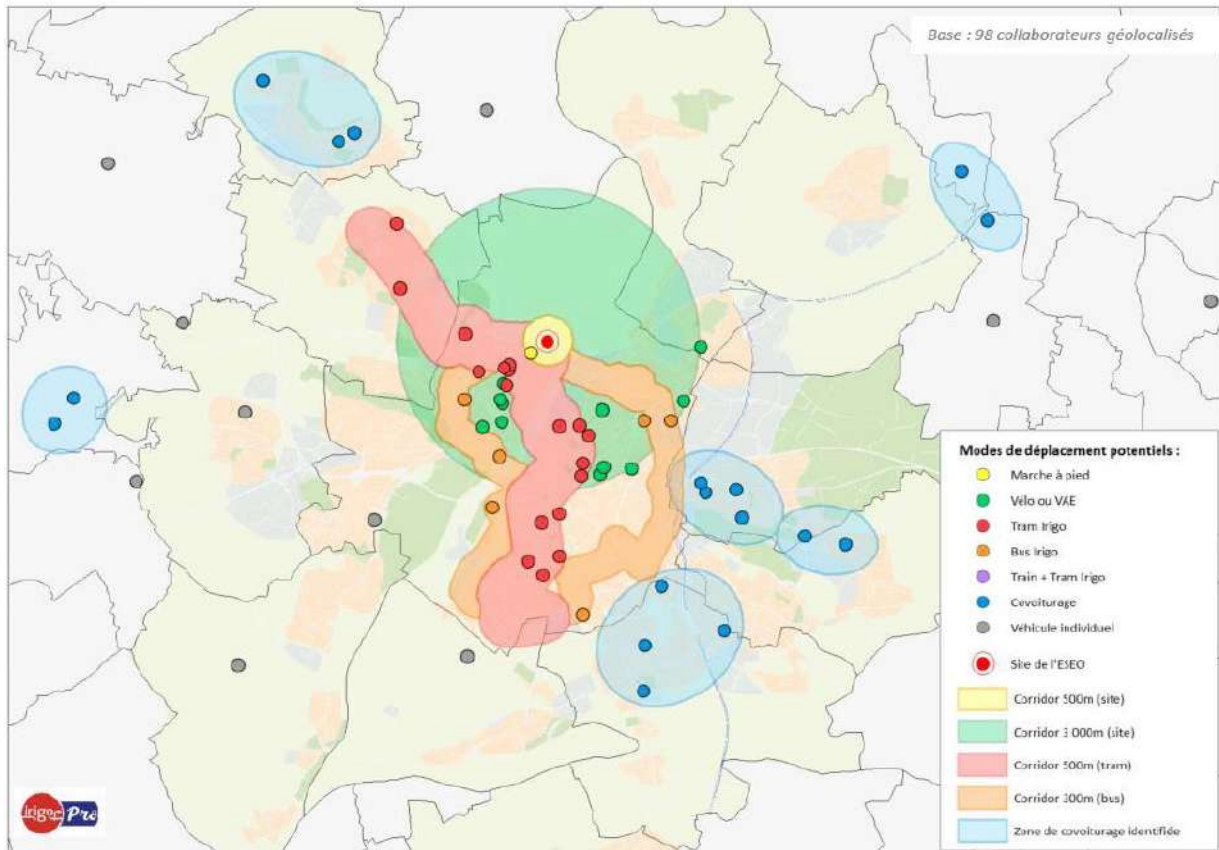 Base : 98 collaborateurs géolocalisés
Modes de déplacement potentiels :
Marche à pied
Vélo ou VAE
Tram Irigo
Bus Irigo
Train + Tram Irigo
Covoiturage
Véhicule individuel
Site de l'ESEO
Corridor 500m (site)
Corridor 3 000m (site)
Corridor 500m (tram)
Corridor 300m (bus)
Zone de covoiturage identifiée
irigo Pro